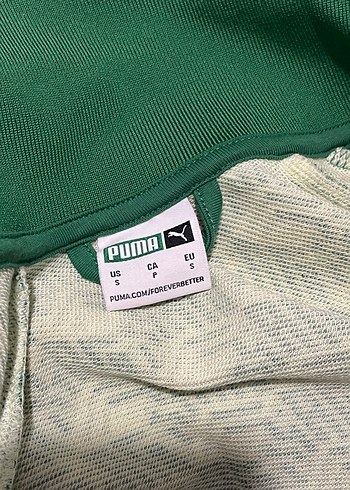 PUMA
US CA EU
S P S
PUMA.COM/FOREVERBETTER